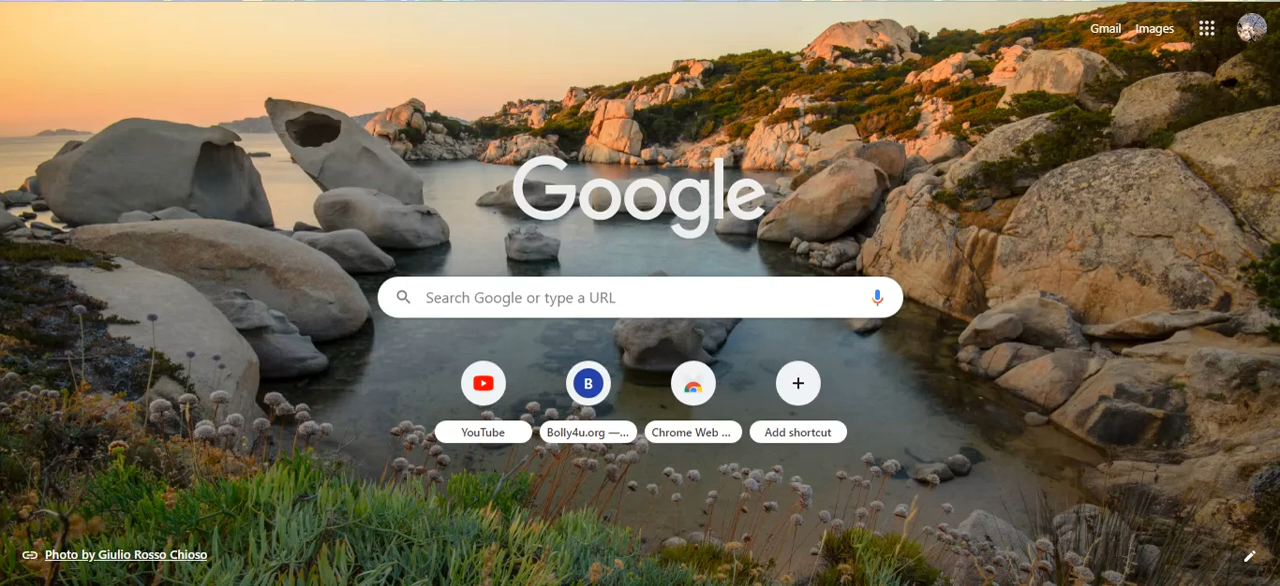 Gmail Images
Google
Search Google or type a URL
B
YouTube
Bolly4u.org —...
Chrome Web ...
Add shortcut
Photo by Giulio Rosso Chioso